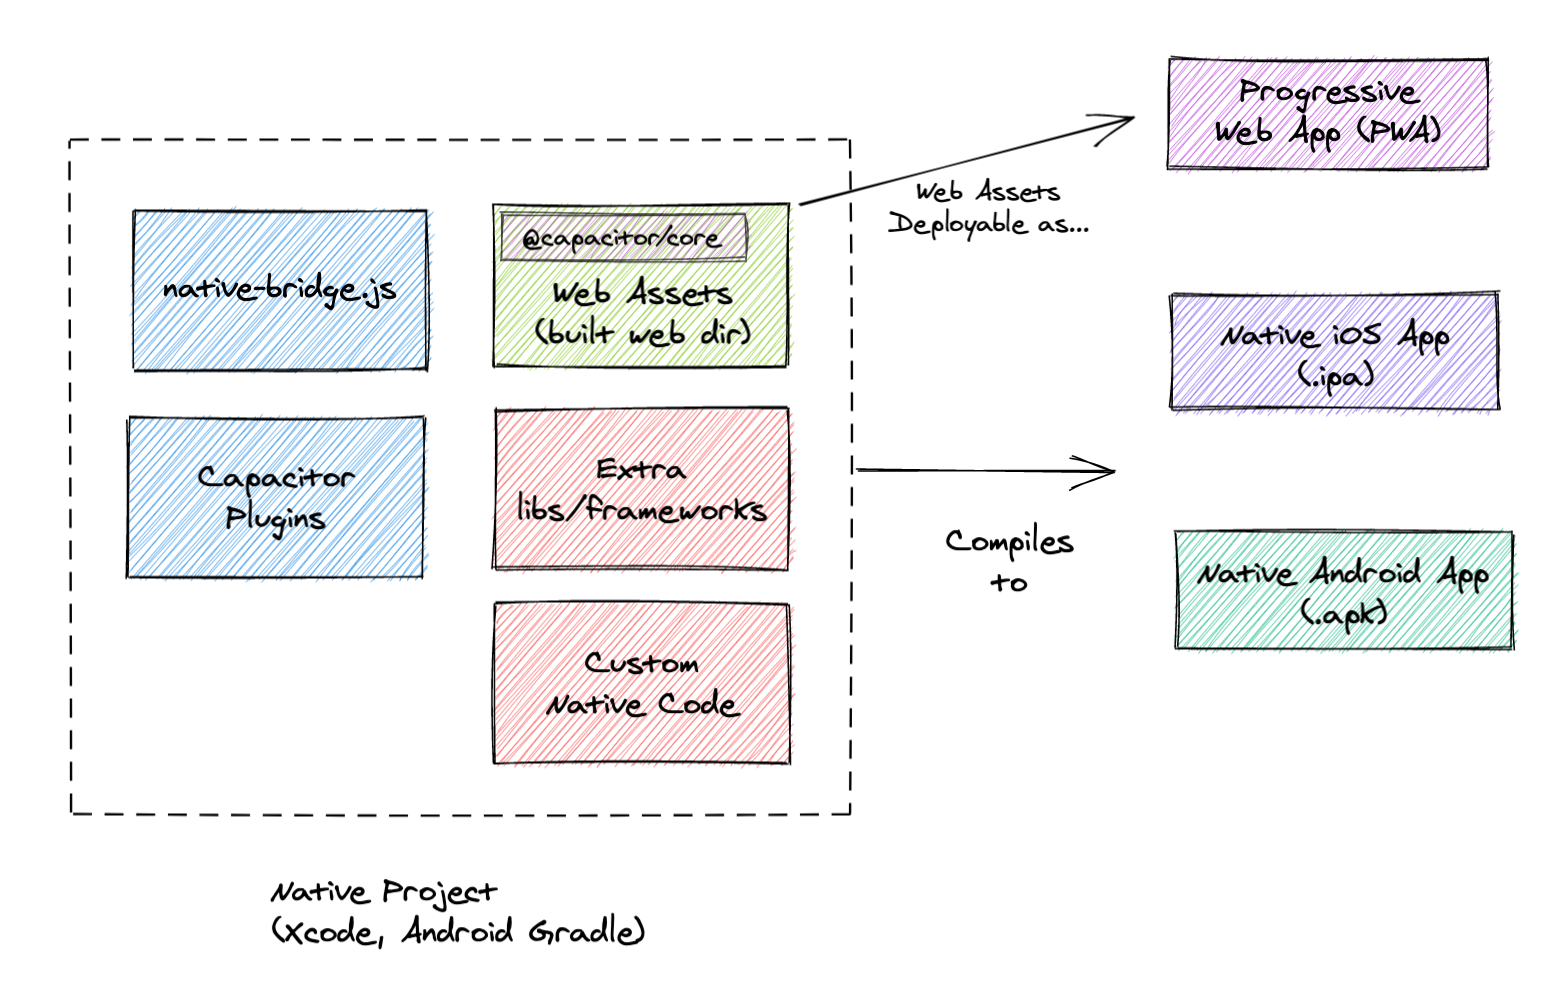 Progressive
Web App (PWA)
Web Assets
Deployable as...
@capacitor/core
native-bridge.js
Web Assets
(built web dir)
Native iOS App
(.ipa)
Capacitor
Plugins
Extra
libs/frameworks
Compiles
to
Native Android App
(.apk)
Custom
Native Code
Native Project
(Xcode, Android Gradle)